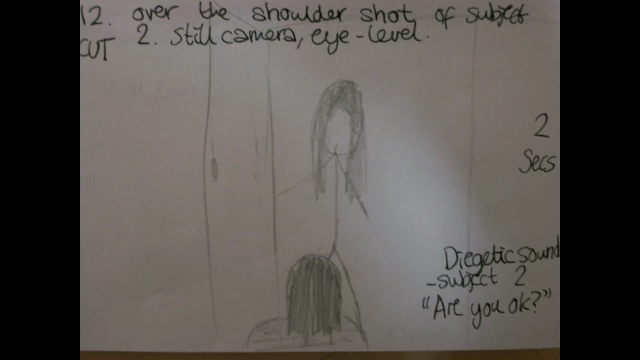 12. over the shoulder shot of subject
CUT 2. Still camera, eye-level.
2
Secs
Diegetic sound
-subject 2
"Are you ok?"